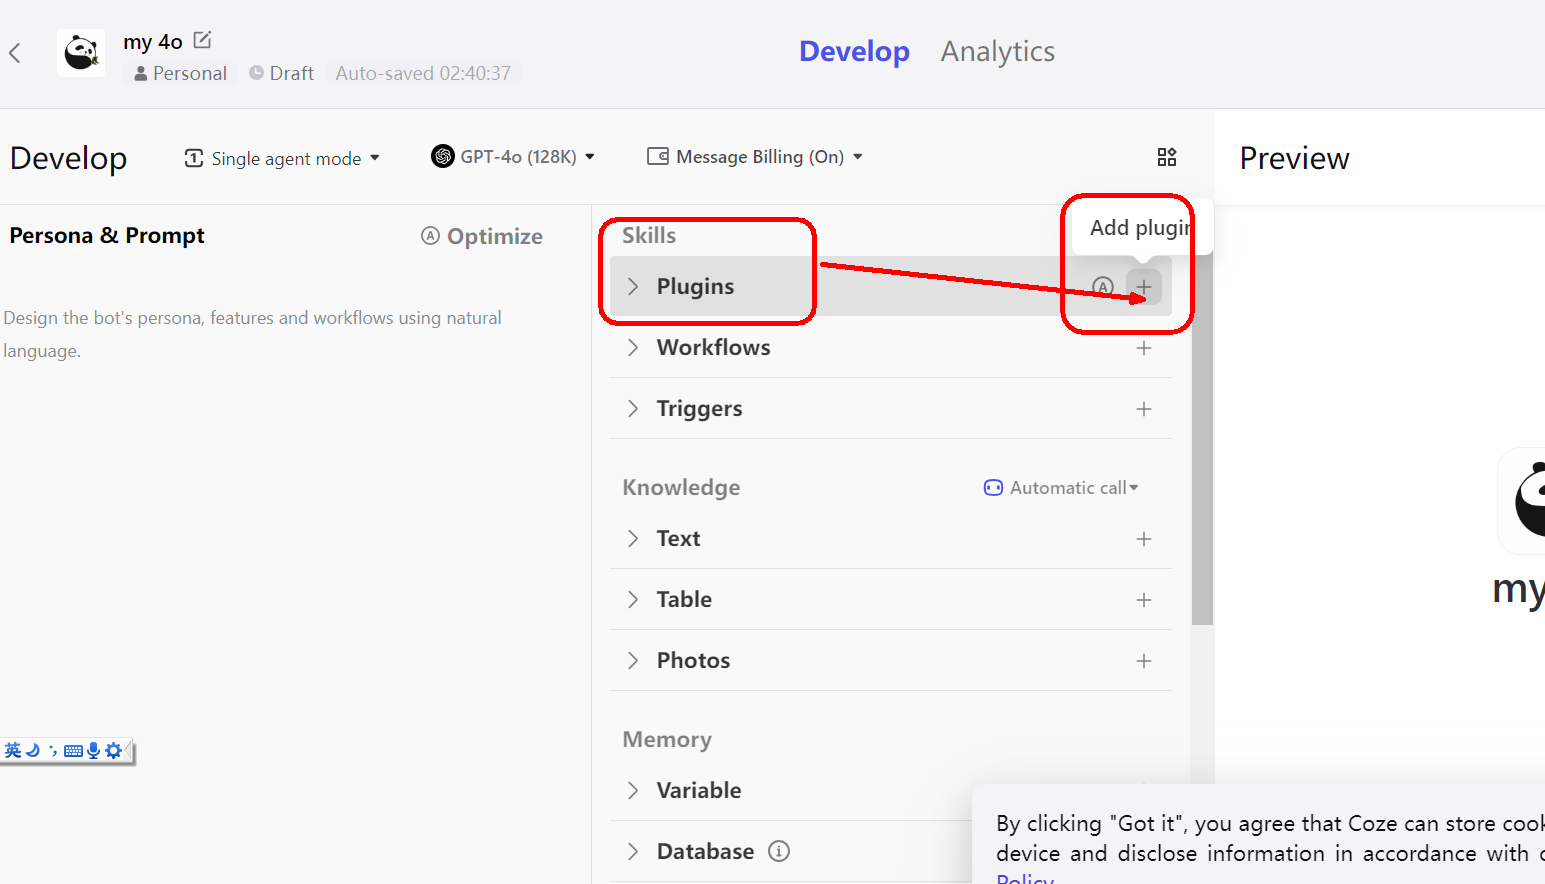 my 4o
Personal
Draft
Auto-saved 02:40:37
Develop
Analytics
Develop
Single agent mode
GPT-4o (128K)
Message Billing (On)
Preview
Persona & Prompt
Optimize
Design the bot's persona, features and workflows using natural
language.
Skills
Add plugin
Plugins
Workflows
Triggers
Knowledge
Automatic call
Text
Table
Photos
Memory
Variable
Database
my
英
By clicking "Got it", you agree that Coze can store
device and disclose information in accordance with
Policy